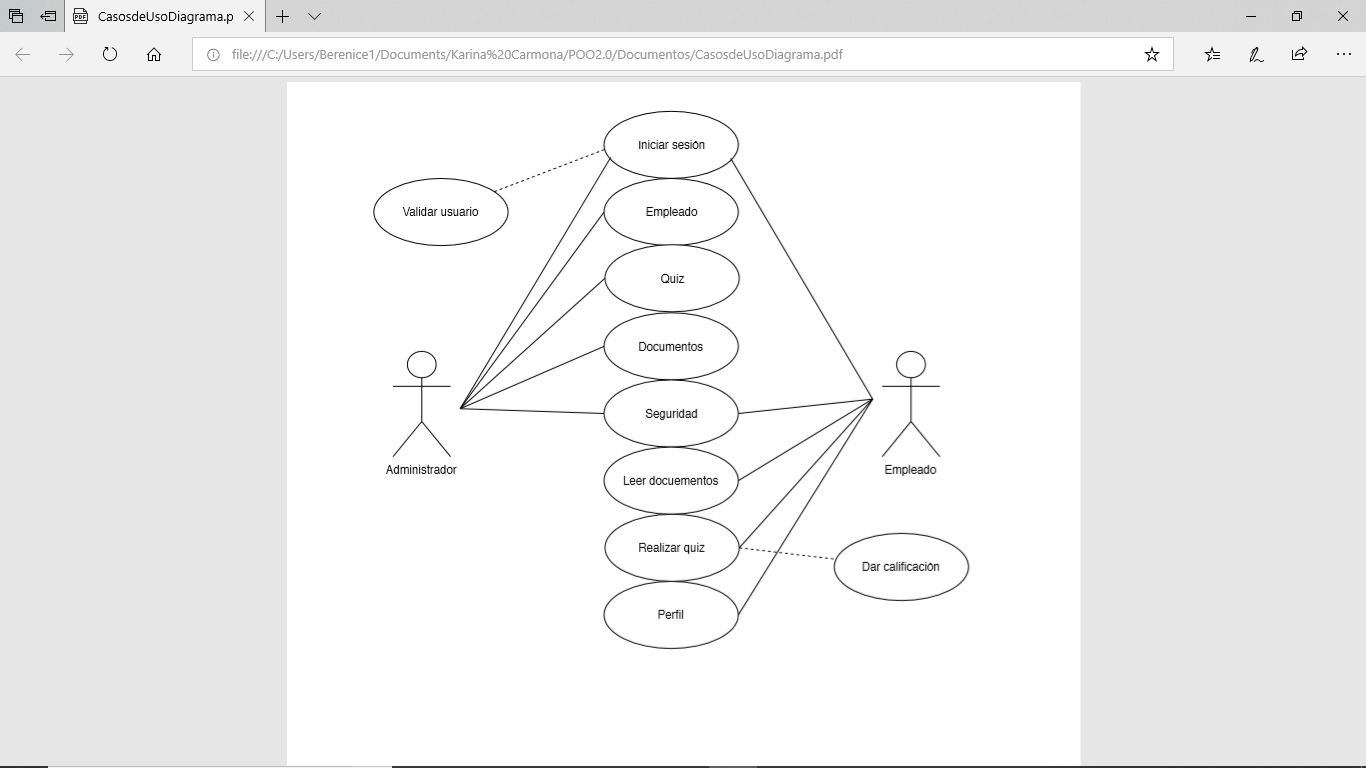 CasosdeUsoDiagrama.p
file:///C:/Users/Berenice1/Documents/Karina%20Carmona/POO2.0/Documentos/CasosdeUsoDiagrama.pdf
Iniciar sesión
Validar usuario
Empleado
Quiz
Documentos
Seguridad
Administrador
Empleado
Leer docuementos
Realizar quiz
Dar calificación
Perfil